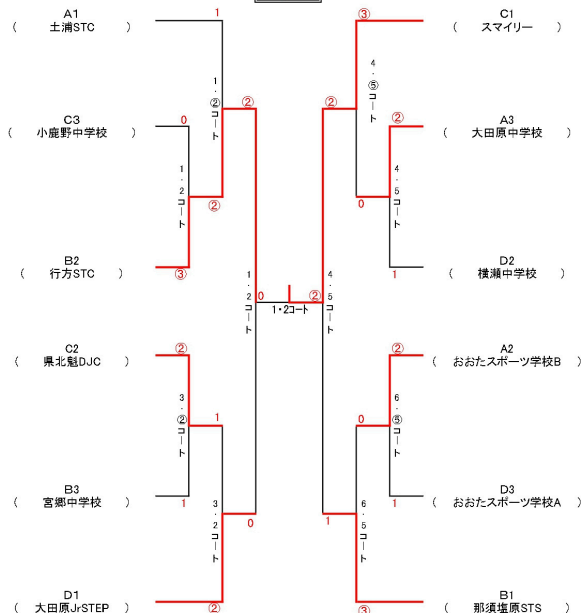 A1
( 土浦STC )
1
C3
( 小鹿野中学校 )
0
B2
( 行方STC )
③
1・2コート
②
1・②コート
②
C2
( 県北魁DJC )
②
B3
( 宮郷中学校 )
1
3・②コート
1
D1
( 大田原JrSTEP )
②
3・2コート
0
1・2コート
0
1・2コート
②
4・5コート
C1
( スマイリー )
③
4・⑤コート
②
A3
( 大田原中学校 )
②
4・5コート
0
D2
( 横瀬中学校 )
1
A2
( おおたスポーツ学校B )
②
6・⑤コート
0
D3
( おおたスポーツ学校A )
1
6・5コート
1
B1
( 那須塩原STS )
③